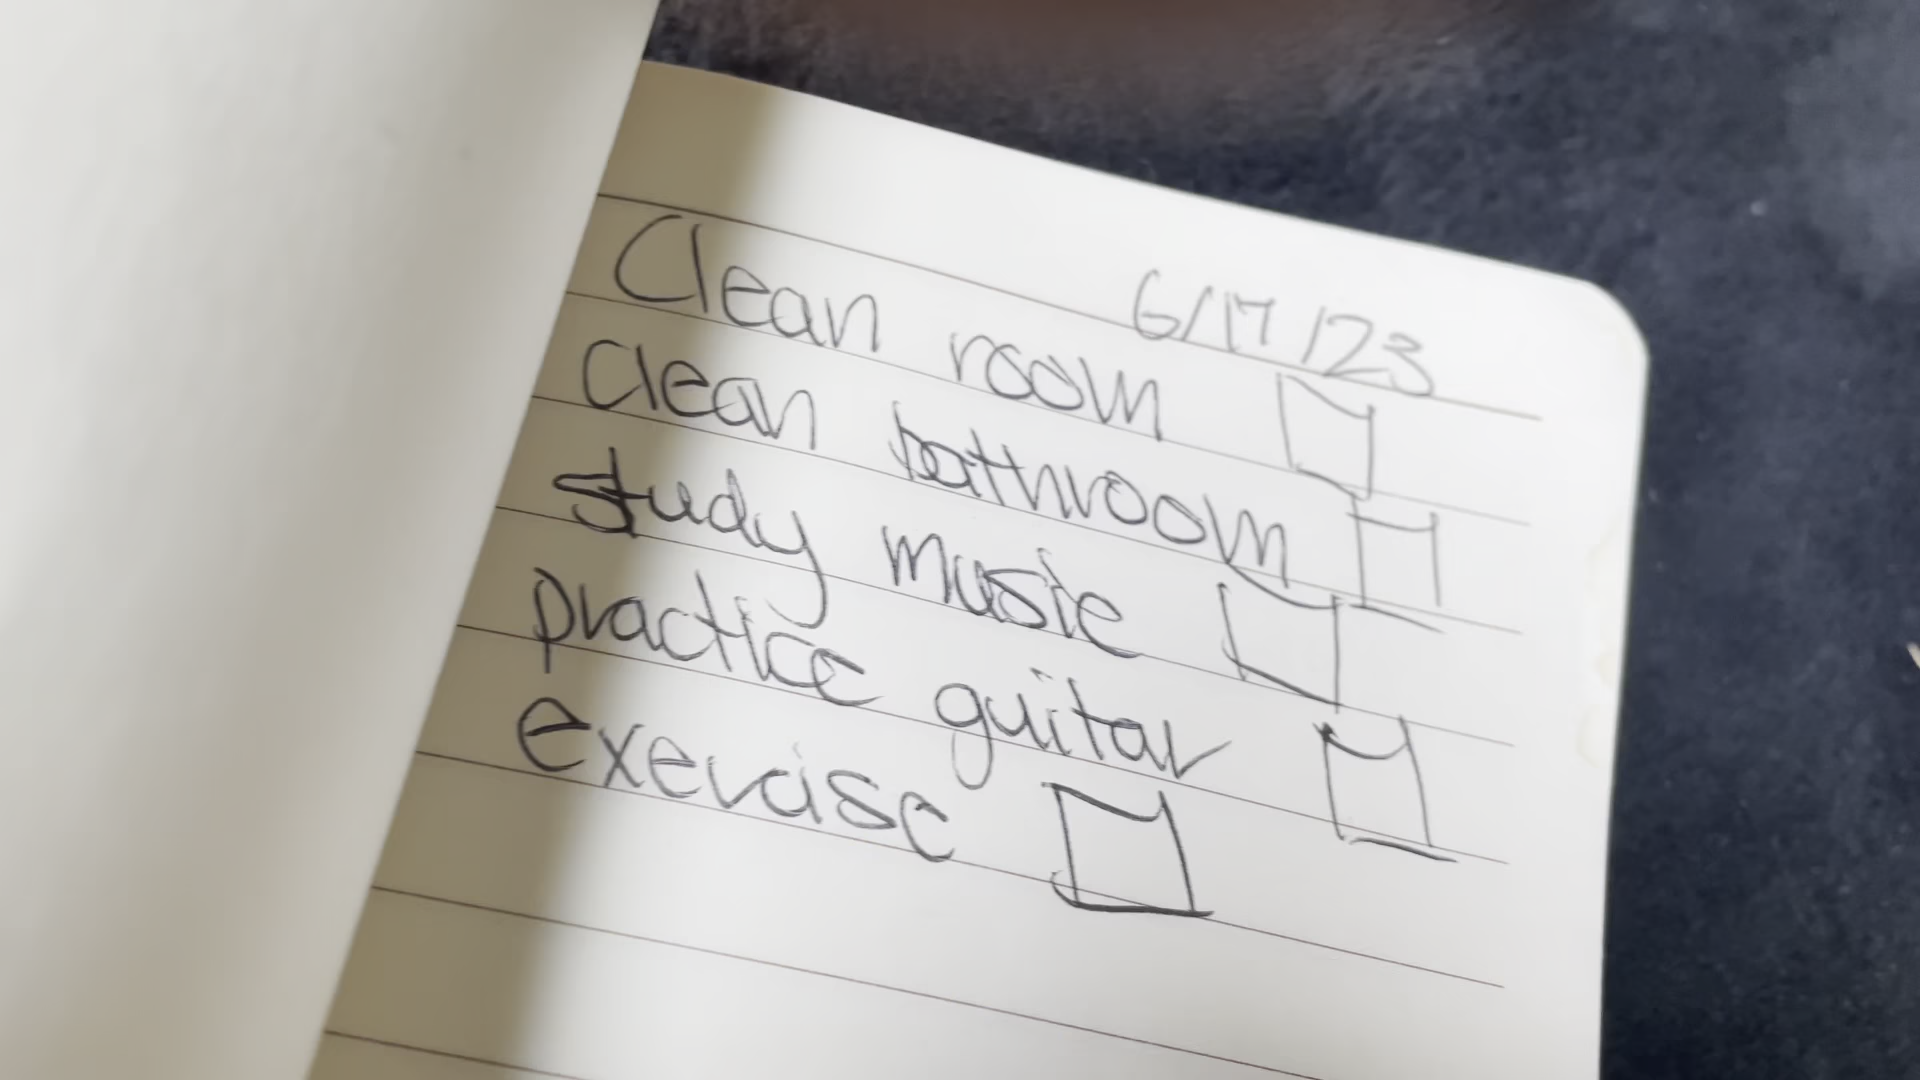 6/17/23
Clean room
Clean bathroom
study music
practice guitar
exercise